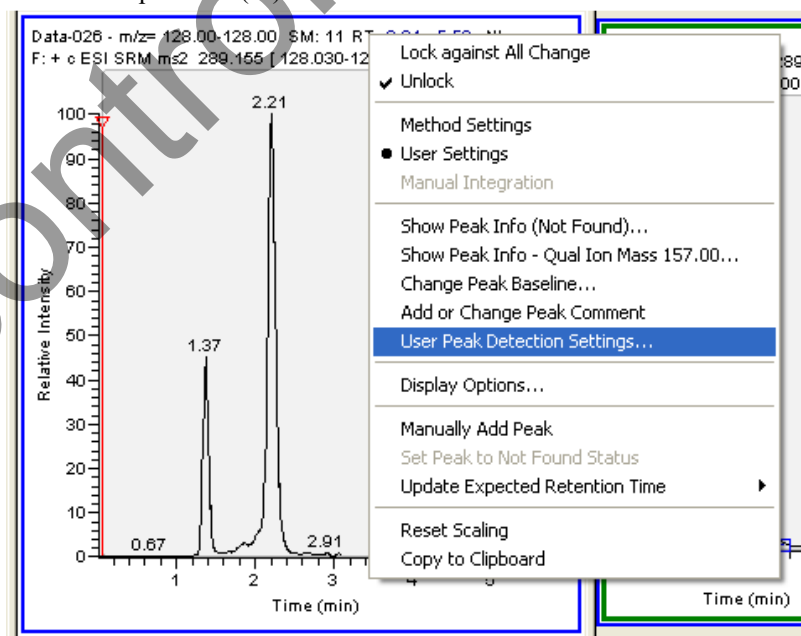 Data-026 - m/z= 128.00-128.00 SM: 11 RT:
F: + c ESI SRM ms2 289.155 [ 128.030-12
Lock against All Change
Unlock
Method Settings
User Settings
Manual Integration
Show Peak Info (Not Found)...
Show Peak Info - Qual Ion Mass 157.00...
Change Peak Baseline...
Add or Change Peak Comment
User Peak Detection Settings...
Display Options...
Manually Add Peak
Set Peak to Not Found Status
Update Expected Retention Time
Reset Scaling
Copy to Clipboard
2.21
1.37
0.67
2.91
100
90
80
70
60
50
40
30
20
10
0
Relative Intensity
1 2 3
Time (min)
89
00
Time (min)